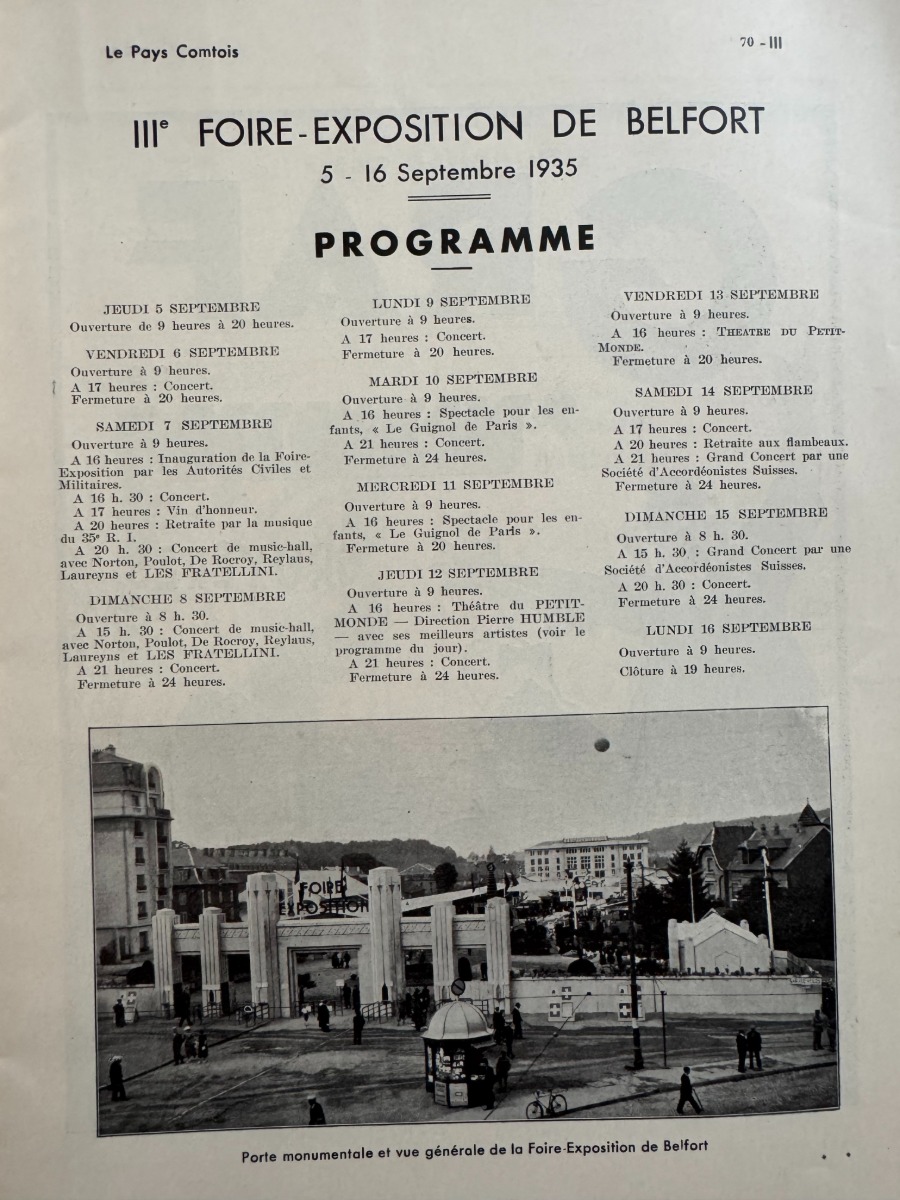 Le Pays Comtois
70 - III
IIIe FOIRE-EXPOSITION DE BELFORT
5 - 16 Septembre 1935
PROGRAMME
JEUDI 5 SEPTEMBRE
Ouverture de 9 heures à 20 heures.
VENDREDI 6 SEPTEMBRE
Ouverture à 9 heures.
A 17 heures : Concert.
Fermeture à 20 heures.
SAMEDI 7 SEPTEMBRE
Ouverture à 9 heures.
A 16 heures : Inauguration de la Foire-
Exposition par les Autorités Civiles et
Militaires.
A 16 h. 30 : Concert.
A 17 heures : Vin d'honneur.
A 20 heures : Retraite par la musique
du 35e R. I.
A 20 h. 30 : Concert de music-hall,
avec Norton, Poulot, De Rocroy, Reylaus,
Laureyns et LES FRATELLINI.
DIMANCHE 8 SEPTEMBRE
Ouverture à 8 h. 30.
A 15 h. 30 : Concert de music-hall,
avec Norton, Poulot, De Rocroy, Reylaus,
Laureyns et LES FRATELLINI.
A 21 heures : Concert.
Fermeture à 24 heures.
LUNDI 9 SEPTEMBRE
Ouverture à 9 heures.
A 17 heures : Concert.
Fermeture à 20 heures.
MARDI 10 SEPTEMBRE
Ouverture à 9 heures.
A 16 heures : Spectacle pour les en-
fants, « Le Guignol de Paris ».
A 21 heures : Concert.
Fermeture à 24 heures.
MERCREDI 11 SEPTEMBRE
Ouverture à 9 heures.
A 16 heures : Spectacle pour les en-
fants, « Le Guignol de Paris ».
Fermeture à 20 heures.
JEUDI 12 SEPTEMBRE
Ouverture à 9 heures.
A 16 heures : Théâtre du PETIT-
MONDE — Direction Pierre HUMBLE
— avec ses meilleurs artistes (voir le
programme du jour).
A 21 heures : Concert.
Fermeture à 24 heures.
VENDREDI 13 SEPTEMBRE
Ouverture à 9 heures.
A 16 heures : THEATRE DU PETIT-
MONDE.
Fermeture à 20 heures.
SAMEDI 14 SEPTEMBRE
Ouverture à 9 heures.
A 17 heures : Concert.
A 20 heures : Retraite aux flambeaux.
A 21 heures : Grand Concert par une
Société d'Accordéonistes Suisses.
Fermeture à 24 heures.
DIMANCHE 15 SEPTEMBRE
Ouverture à 8 h. 30.
A 15 h. 30 : Grand Concert par une
Société d'Accordéonistes Suisses.
A 20 h. 30 : Concert.
Fermeture à 24 heures.
LUNDI 16 SEPTEMBRE
Ouverture à 9 heures.
Clôture à 19 heures.
FOIRE
EXPOSITION
Porte monumentale et vue générale de la Foire-Exposition de Belfort